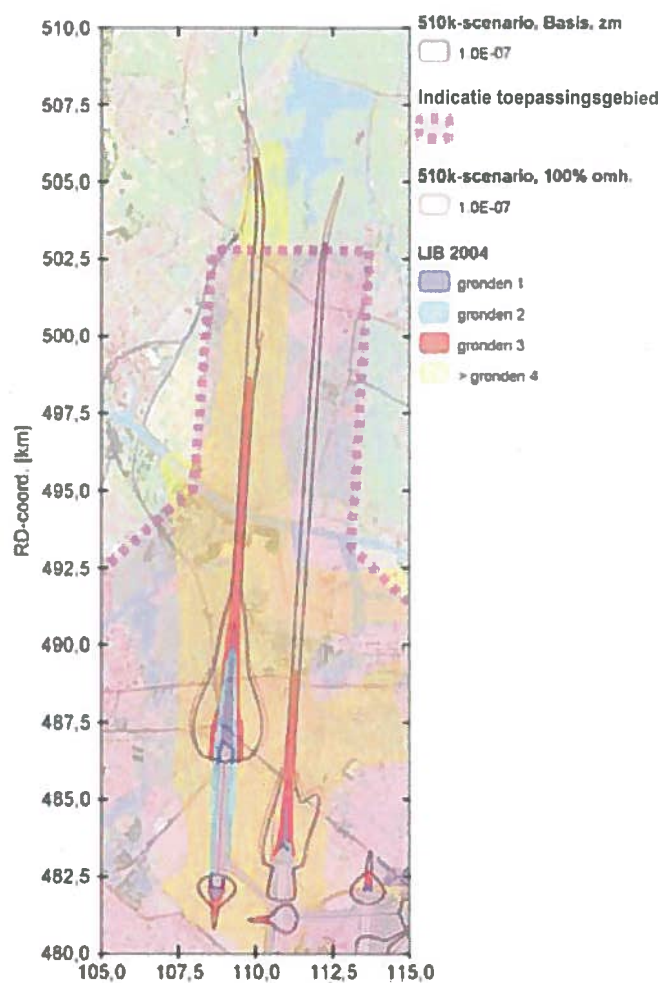 510k-scenario, Basis, zm
1.0E-07
Indicatie toepassingsgebied
510k-scenario, 100% omh.
1.0E-07
LIB 2004
gronden 1
gronden 2
gronden 3
> gronden 4
RD-coord. [km]
510,0
507,5
505,0
502,5
500,0
497,5
495,0
492,5
490,0
487,5
485,0
482,5
480,0
105,0 107,5 110,0 112,5 115,0